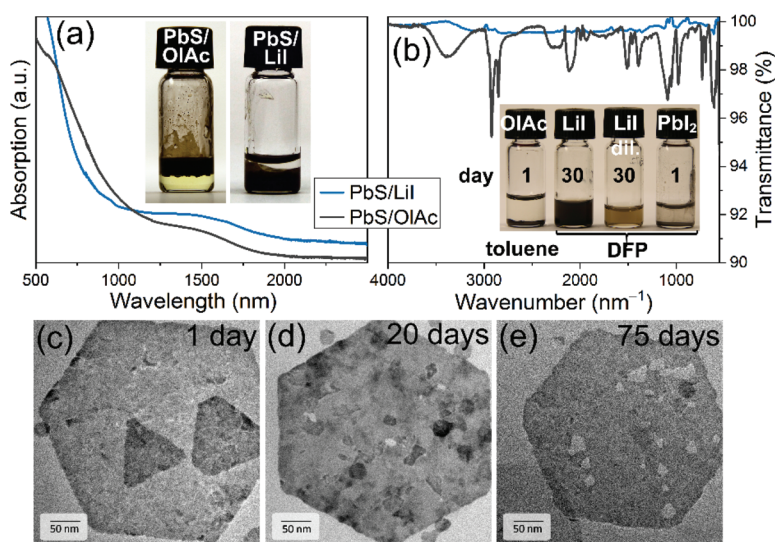 (a)
PbS/
OlAc
PbS/
LiI
Absorption (a.u.)
PbS/LiI
PbS/OlAc
500
1000
1500
2000
Wavelength (nm)
(b)
OlAc
LiI
LiI
dil.
PbI₂
day
1
30
30
1
toluene
DFP
100
98
96
94
92
90
Transmittance (%)
4000
3000
2000
1000
Wavenumber (nm⁻¹)
(c)
1 day
50 nm
(d)
20 days
50 nm
(e)
75 days
50 nm